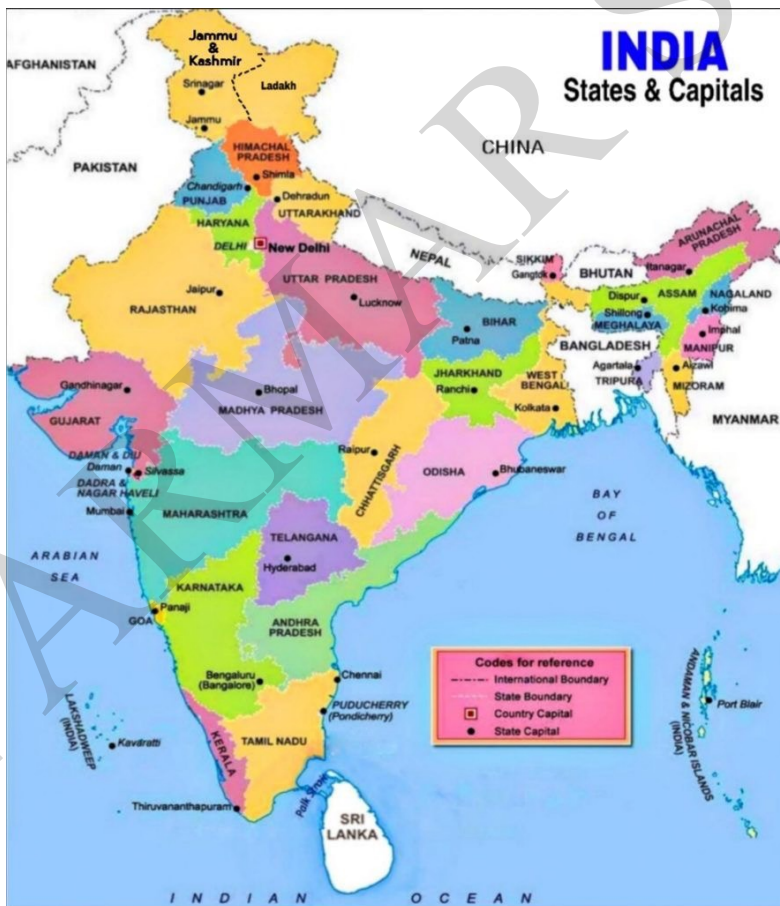 INDIA
States & Capitals
Jammu
&
Kashmir
AFGHANISTAN
Ladakh
Srinagar
Jammu
CHINA
HIMACHAL
PRADESH
PAKISTAN
Shimla
Chandigarh
PUNJAB
Dehradun
UTTARAKHAND
HARYANA
DELHI
New Delhi
NEPAL
SIKKIM
Gangtok
BHUTAN
ARUNACHAL
PRADESH
Itanagar
UTTAR PRADESH
Jaipur
RAJASTHAN
Lucknow
Dispur
ASSAM
NAGALAND
Shillong
Kohima
MEGHALAYA
BIHAR
Patna
Imphal
MANIPUR
BANGLADESH
Agartala
TRIPURA
Aizawl
MIZORAM
MYANMAR
JHARKHAND
Ranchi
WEST
BENGAL
Kolkata
Gandhinagar
GUJARAT
Bhopal
MADHYA PRADESH
Raipur
CHHATTISGARH
ODISHA
Bhubaneswar
DAMAN & DIU
Daman
Silvassa
DADRA &
NAGAR HAVELI
Mumbai
MAHARASHTRA
BAY
OF
BENGAL
TELANGANA
Hyderabad
ARABIAN
SEA
KARNATAKA
Panaji
GOA
ANDHRA
PRADESH
Bengaluru
(Bangalore)
Chennai
PUDUCHERRY
(Pondicherry)
Codes for reference
International Boundary
State Boundary
Country Capital
State Capital
LAKSHADWEEP
(INDIA)
Kavaratti
KERALA
TAMIL NADU
Thiruvananthapuram
Palk Strait
SRI
LANKA
ANDAMAN & NICOBAR ISLANDS
(INDIA)
Port Blair
INDIAN OCEAN